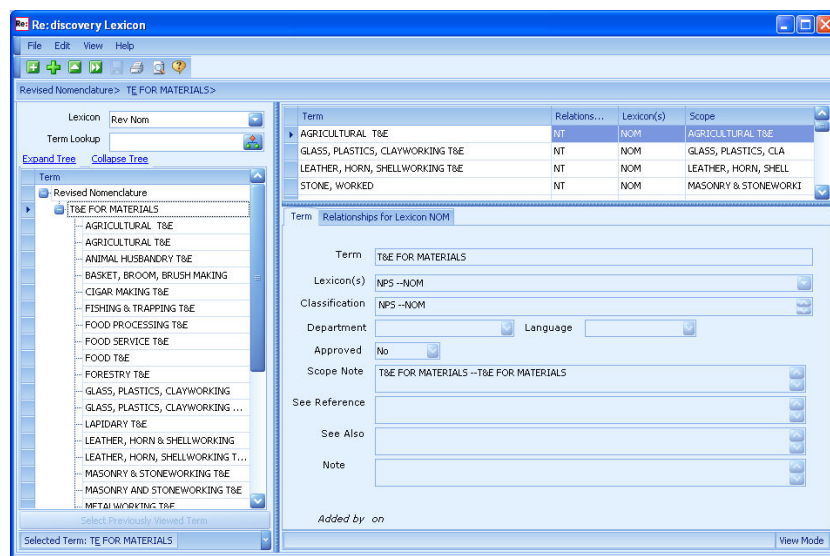 Re: Re:discovery Lexicon
File Edit View Help
Revised Nomenclature> TE FOR MATERIALS>
Lexicon Rev Nom
Term Lookup
Expand Tree Collapse Tree
Term
Revised Nomenclature
T&E FOR MATERIALS
AGRICULTURAL T&E
AGRICULTURAL T&E
ANIMAL HUSBANDRY T&E
BASKET, BROOM, BRUSH MAKING
CIGAR MAKING T&E
FISHING & TRAPPING T&E
FOOD PROCESSING T&E
FOOD SERVICE T&E
FOOD T&E
FORESTRY T&E
GLASS, PLASTICS, CLAYWORKING
GLASS, PLASTICS, CLAYWORKING ...
LAPIDARY T&E
LEATHER, HORN & SHELLWORKING
LEATHER, HORN, SHELLWORKING T...
MASONRY & STONEWORKING T&E
MASONRY AND STONEWORKING T&E
METALWORKING T&E
Select Previously Viewed Term
Selected Term: TE FOR MATERIALS
Term Relations... Lexicon(s) Scope
AGRICULTURAL T&E NT NOM AGRICULTURAL T&E
GLASS, PLASTICS, CLAYWORKING T&E NT NOM GLASS, PLASTICS, CLA
LEATHER, HORN, SHELLWORKING T&E NT NOM LEATHER, HORN, SHELL
STONE, WORKED NT NOM MASONRY & STONEWORKI
Term Relationships for Lexicon NOM
Term T&E FOR MATERIALS
Lexicon(s) NPS --NOM
Classification NPS --NOM
Department Language
Approved No
Scope Note T&E FOR MATERIALS --T&E FOR MATERIALS
See Reference
See Also
Note
Added by on
View Mode